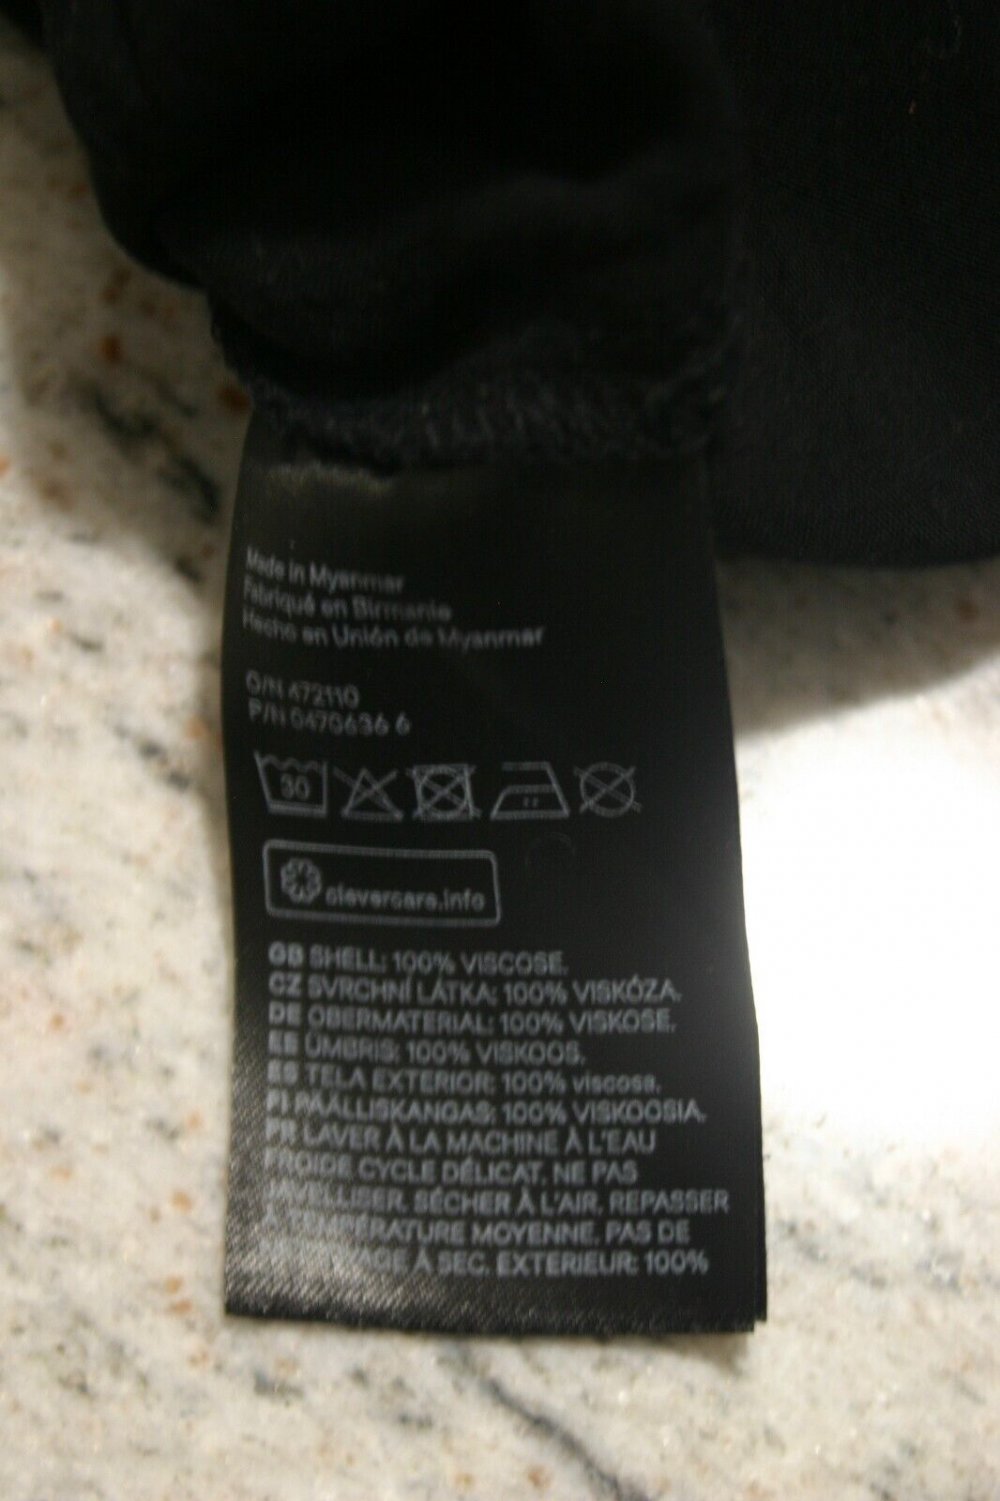 Made in Myanmar
Fabriqué en Birmanie
Hecho en Unión de Myanmar
O/N 472110
P/N 0470636 6
30
clevercare.info
GB SHELL: 100% VISCOSE.
CZ SVRCHNÍ LÁTKA: 100% VISKÓZA.
DE OBERMATERIAL: 100% VISKOSE.
EE ÜMBRIS: 100% VISKOOS.
ES TELA EXTERIOR: 100% viscosa.
FI PÄÄLLISKANGAS: 100% VISKOOSIA.
FR LAVER À LA MACHINE À L'EAU
FROIDE CYCLE DÉLICAT. NE PAS
JAVELLISER. SÉCHER À L'AIR. REPASSER
À TEMPÉRATURE MOYENNE. PAS DE
À SEC. EXTERIEUR: 100%